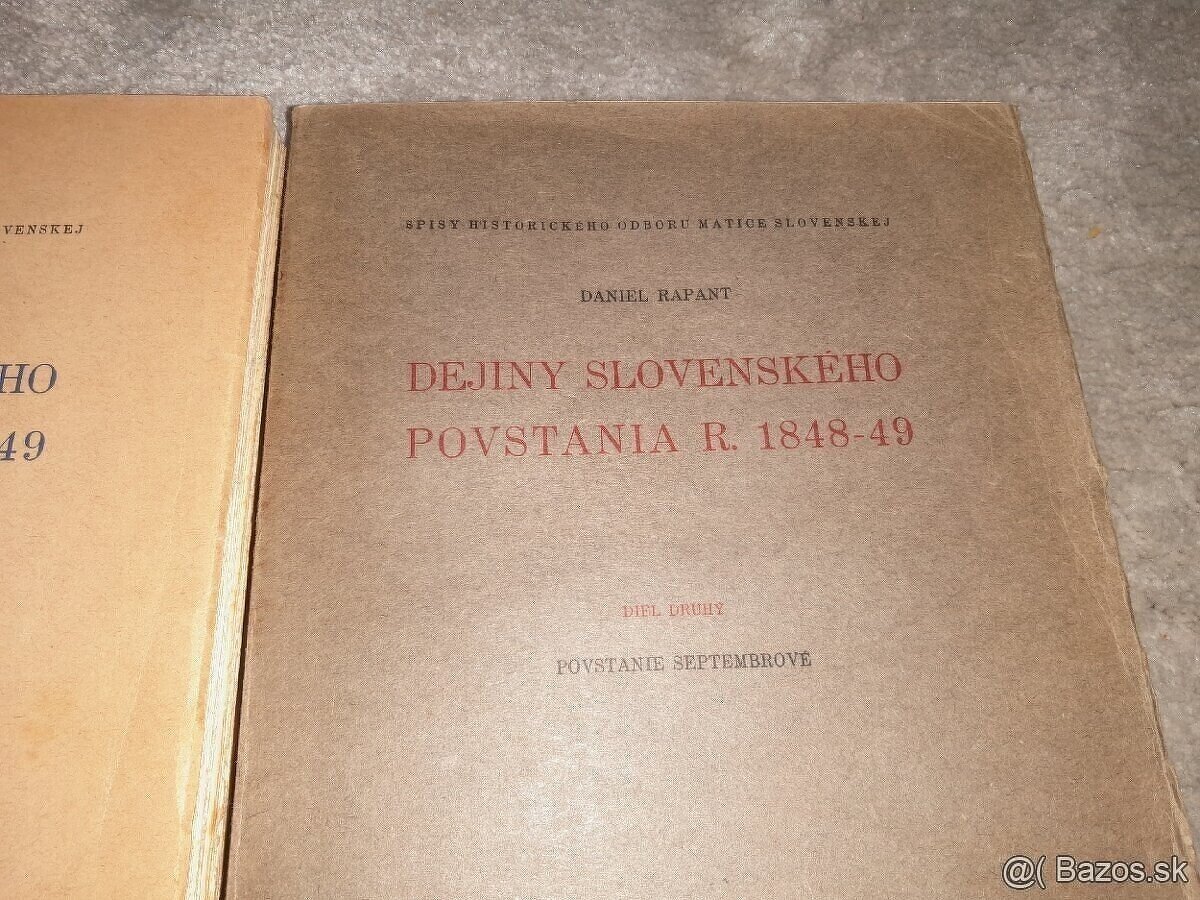 VENSKEJ
HO
49
SPISY HISTORICKÉHO ODBORU MATICE SLOVENSKEJ
DANIEL RAPANT
DEJINY SLOVENSKÉHO
POVSTANIA R. 1848-49
DIEL DRUHÝ
POVSTANIE SEPTEMBROVÉ
@( Bazos.sk